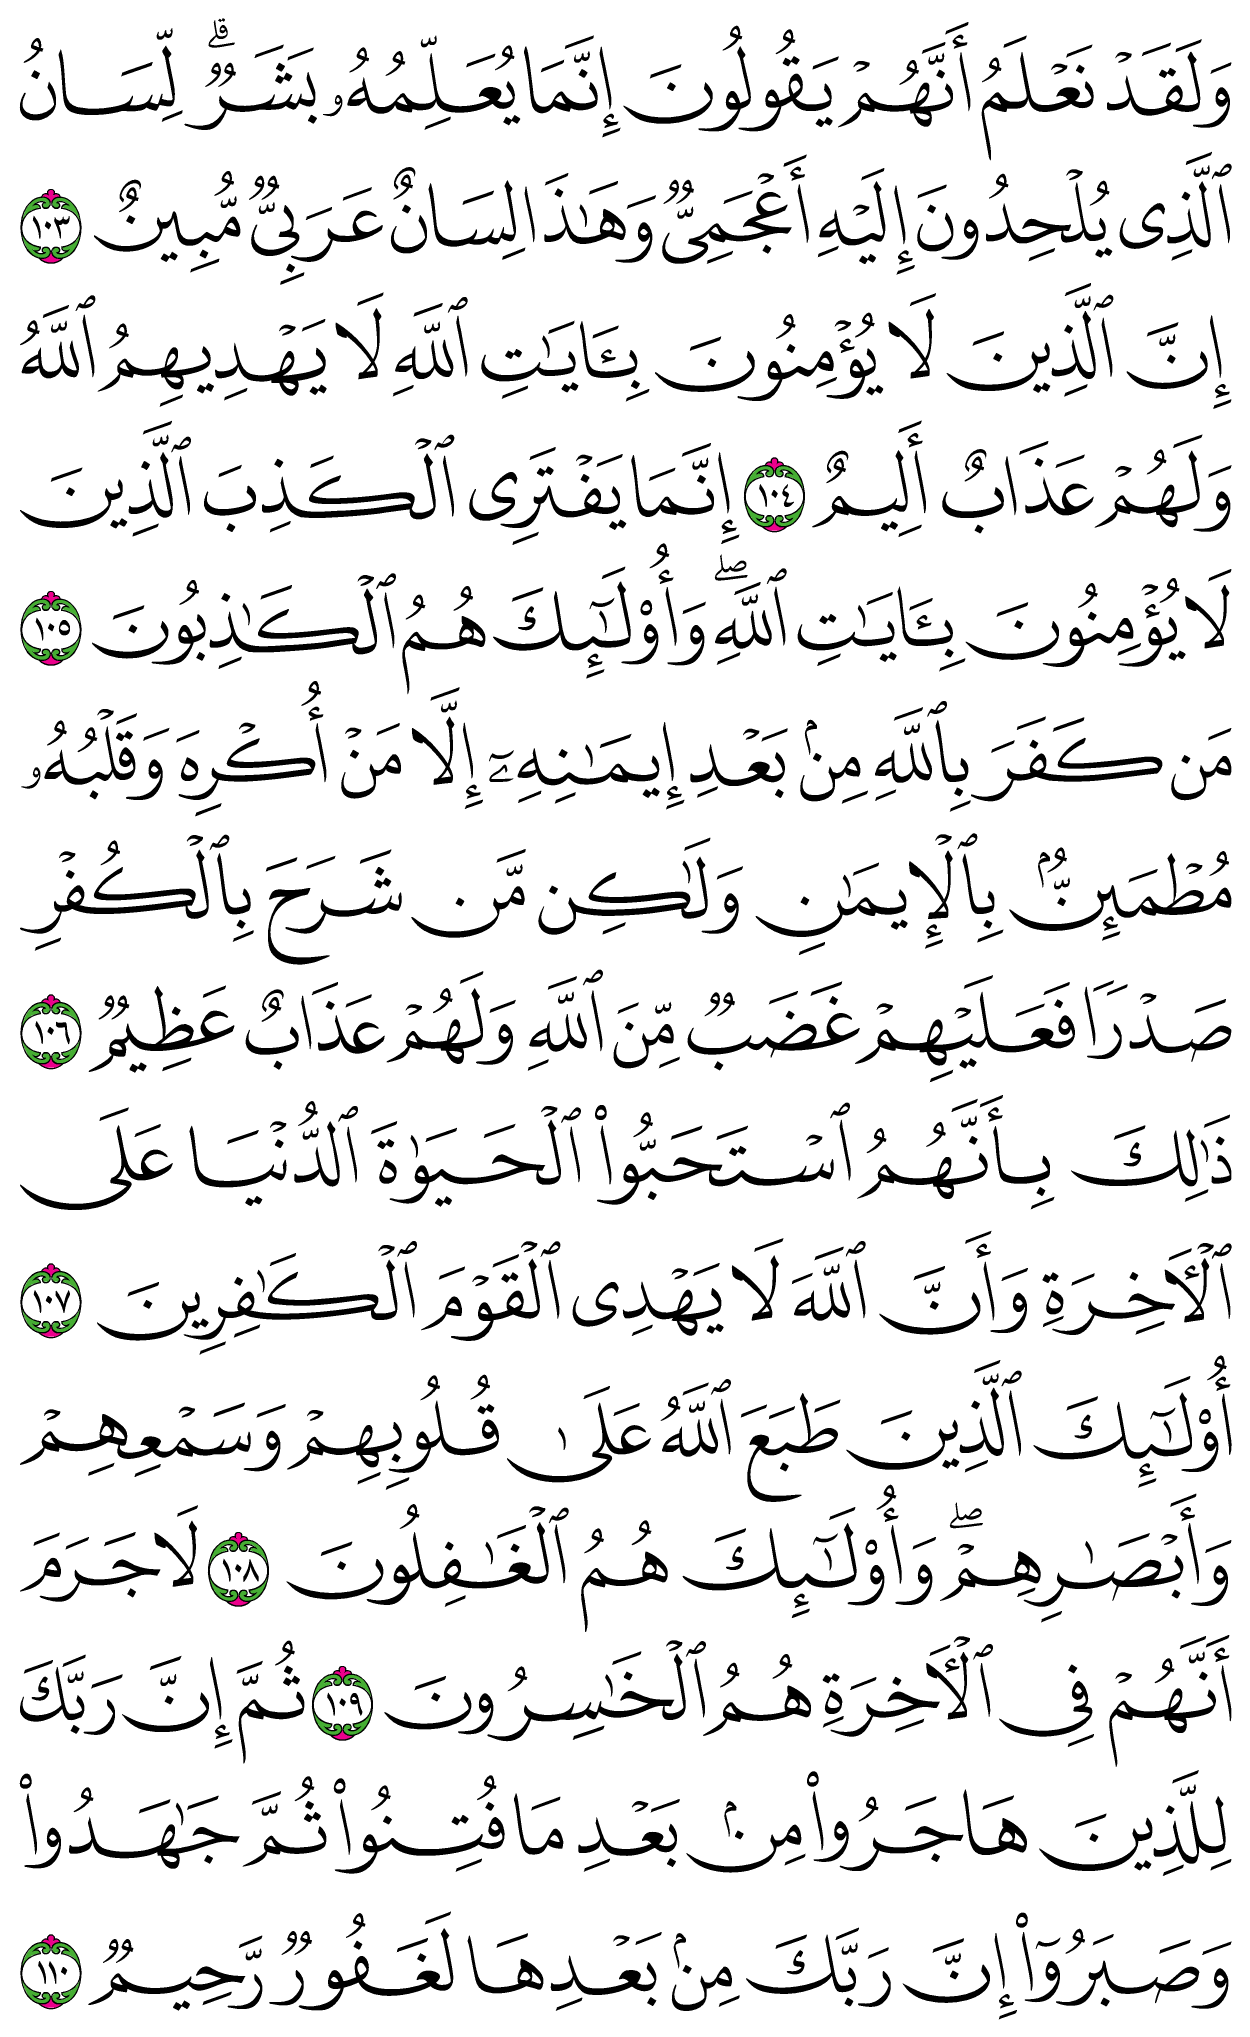 وَلَقَدۡ نَعۡلَمُ أَنَّهُمۡ يَقُولُونَ إِنَّمَا يُعَلِّمُهُۥ بَشَرٞۗ لِّسَانُ
ٱلَّذِي يُلۡحِدُونَ إِلَيۡهِ أَعۡجَمِيّٞ وَهَٰذَا لِسَانٌ عَرَبِيّٞ مُّبِينٌ ١٠٣
إِنَّ ٱلَّذِينَ لَا يُؤۡمِنُونَ بِـَٔايَٰتِ ٱللَّهِ لَا يَهۡدِيهِمُ ٱللَّهُ
وَلَهُمۡ عَذَابٌ أَلِيمٌ ١٠٤ إِنَّمَا يَفۡتَرِي ٱلۡكَذِبَ ٱلَّذِينَ
لَا يُؤۡمِنُونَ بِـَٔايَٰتِ ٱللَّهِۖ وَأُوْلَٰٓئِكَ هُمُ ٱلۡكَٰذِبُونَ ١٠٥
مَن كَفَرَ بِٱللَّهِ مِنۢ بَعۡدِ إِيمَٰنِهِۦٓ إِلَّا مَنۡ أُكۡرِهَ وَقَلۡبُهُۥ
مُطۡمَئِنُّۢ بِٱلۡإِيمَٰنِ وَلَٰكِن مَّن شَرَحَ بِٱلۡكُفۡرِ
صَدۡرٗا فَعَلَيۡهِمۡ غَضَبٞ مِّنَ ٱللَّهِ وَلَهُمۡ عَذَابٌ عَظِيمٞ ١٠٦
ذَٰلِكَ بِأَنَّهُمُ ٱسۡتَحَبُّواْ ٱلۡحَيَوٰةَ ٱلدُّنۡيَا عَلَى
ٱلۡأٓخِرَةِ وَأَنَّ ٱللَّهَ لَا يَهۡدِي ٱلۡقَوۡمَ ٱلۡكَٰفِرِينَ ١٠٧
أُوْلَٰٓئِكَ ٱلَّذِينَ طَبَعَ ٱللَّهُ عَلَىٰ قُلُوبِهِمۡ وَسَمۡعِهِمۡ
وَأَبۡصَٰرِهِمۡۖ وَأُوْلَٰٓئِكَ هُمُ ٱلۡغَٰفِلُونَ ١٠٨ لَا جَرَمَ
أَنَّهُمۡ فِي ٱلۡأٓخِرَةِ هُمُ ٱلۡخَٰسِرُونَ ١٠٩ ثُمَّ إِنَّ رَبَّكَ
لِلَّذِينَ هَاجَرُواْ مِنۢ بَعۡدِ مَا فُتِنُواْ ثُمَّ جَٰهَدُواْ
وَصَبَرُوٓاْ إِنَّ رَبَّكَ مِنۢ بَعۡدِهَا لَغَفُورٞ رَّحِيمٞ ١١٠